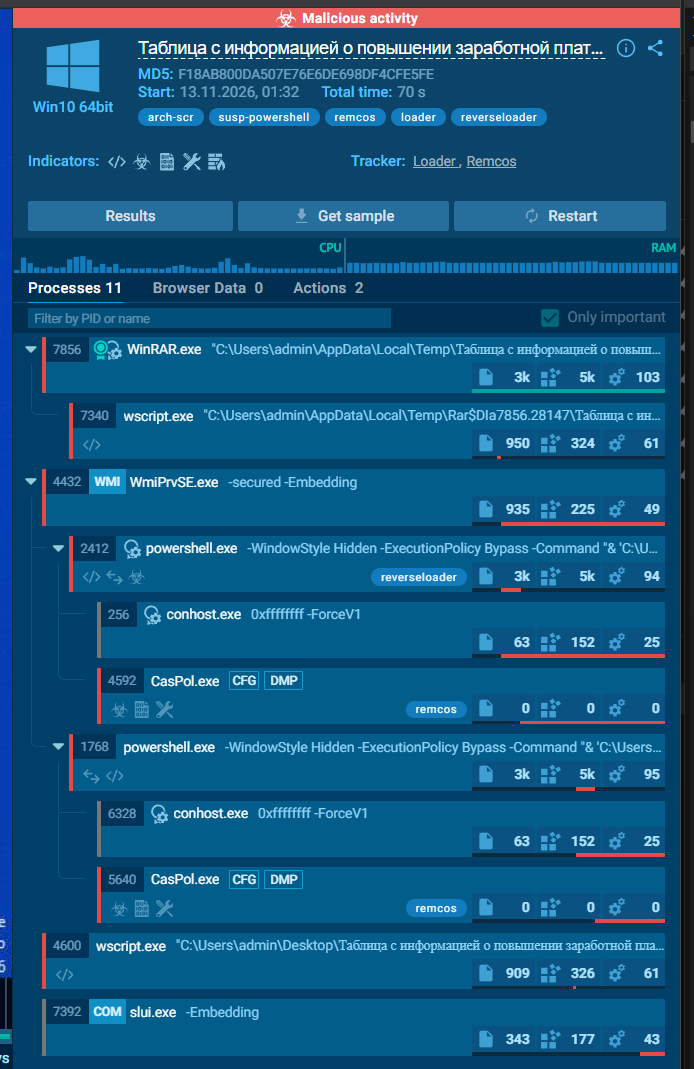 Malicious activity
Таблица с информацией о повышении заработной плат...
MD5: F18AB800DA507E76E6DE698DF4CFE5FE
Start: 13.11.2026, 01:32 Total time: 70 s
Win10 64bit
arch-scr susp-powershell remcos loader reverseloader
Indicators: Tracker: Loader, Remcos
Results Get sample Restart
CPU RAM
Processes 11 Browser Data 0 Actions 2
Filter by PID or name Only important
7856 WinRAR.exe "C:\Users\admin\AppData\Local\Temp\Таблица с информацией о повыш...
3k 5k 103
7340 wscript.exe "C:\Users\admin\AppData\Local\Temp\Rar$DIa7856.28147\Таблица с ин...
950 324 61
4432 WMI WmiPrvSE.exe -secured -Embedding
935 225 49
2412 powershell.exe -WindowStyle Hidden -ExecutionPolicy Bypass -Command "& 'C:\U...
reverseloader 3k 5k 94
256 conhost.exe 0xffffffff -ForceV1
63 152 25
4592 CasPol.exe CFG DMP
remcos 0 0 0
1768 powershell.exe -WindowStyle Hidden -ExecutionPolicy Bypass -Command "& 'C:\Users...
3k 5k 95
6328 conhost.exe 0xffffffff -ForceV1
63 152 25
5640 CasPol.exe CFG DMP
remcos 0 0 0
4600 wscript.exe "C:\Users\admin\Desktop\Таблица с информацией о повышении заработной пла...
909 326 61
7392 COM slui.exe -Embedding
343 177 43